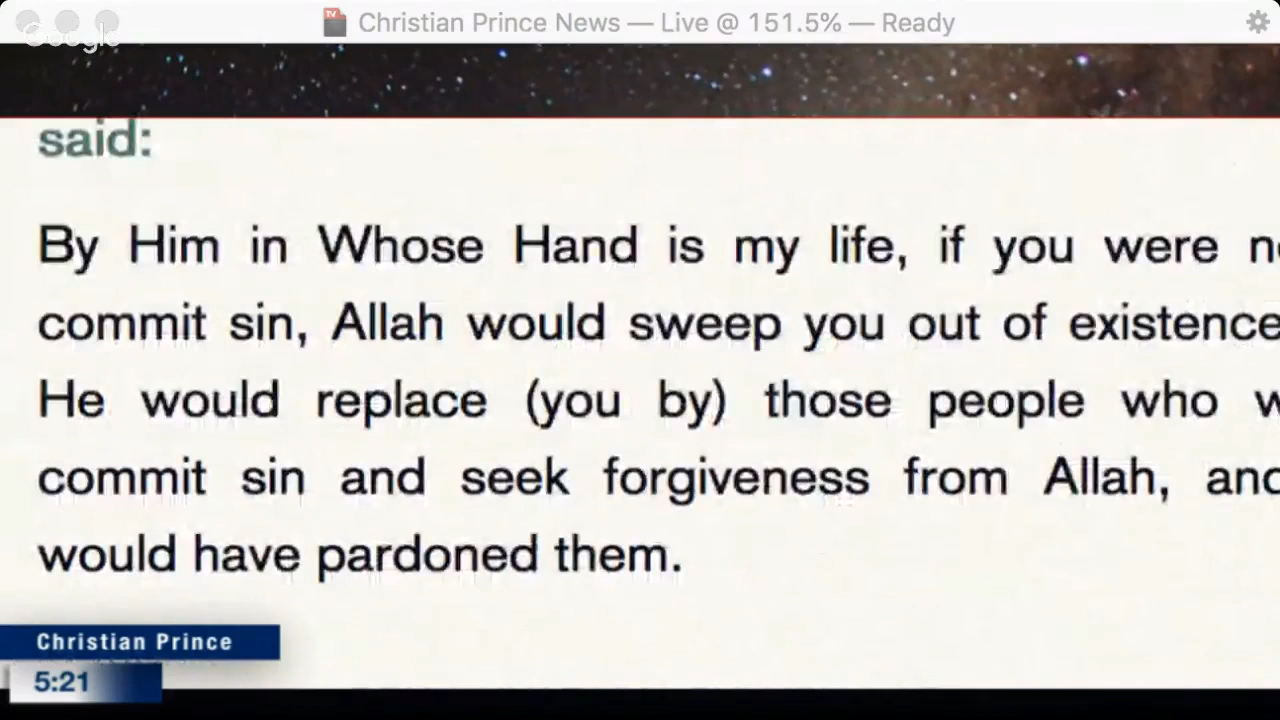 Christian Prince News — Live @ 151.5% — Ready
Google
said:
By Him in Whose Hand is my life, if you were
commit sin, Allah would sweep you out of existence
He would replace (you by) those people who
commit sin and seek forgiveness from Allah,
would have pardoned them.
Christian Prince
5:21